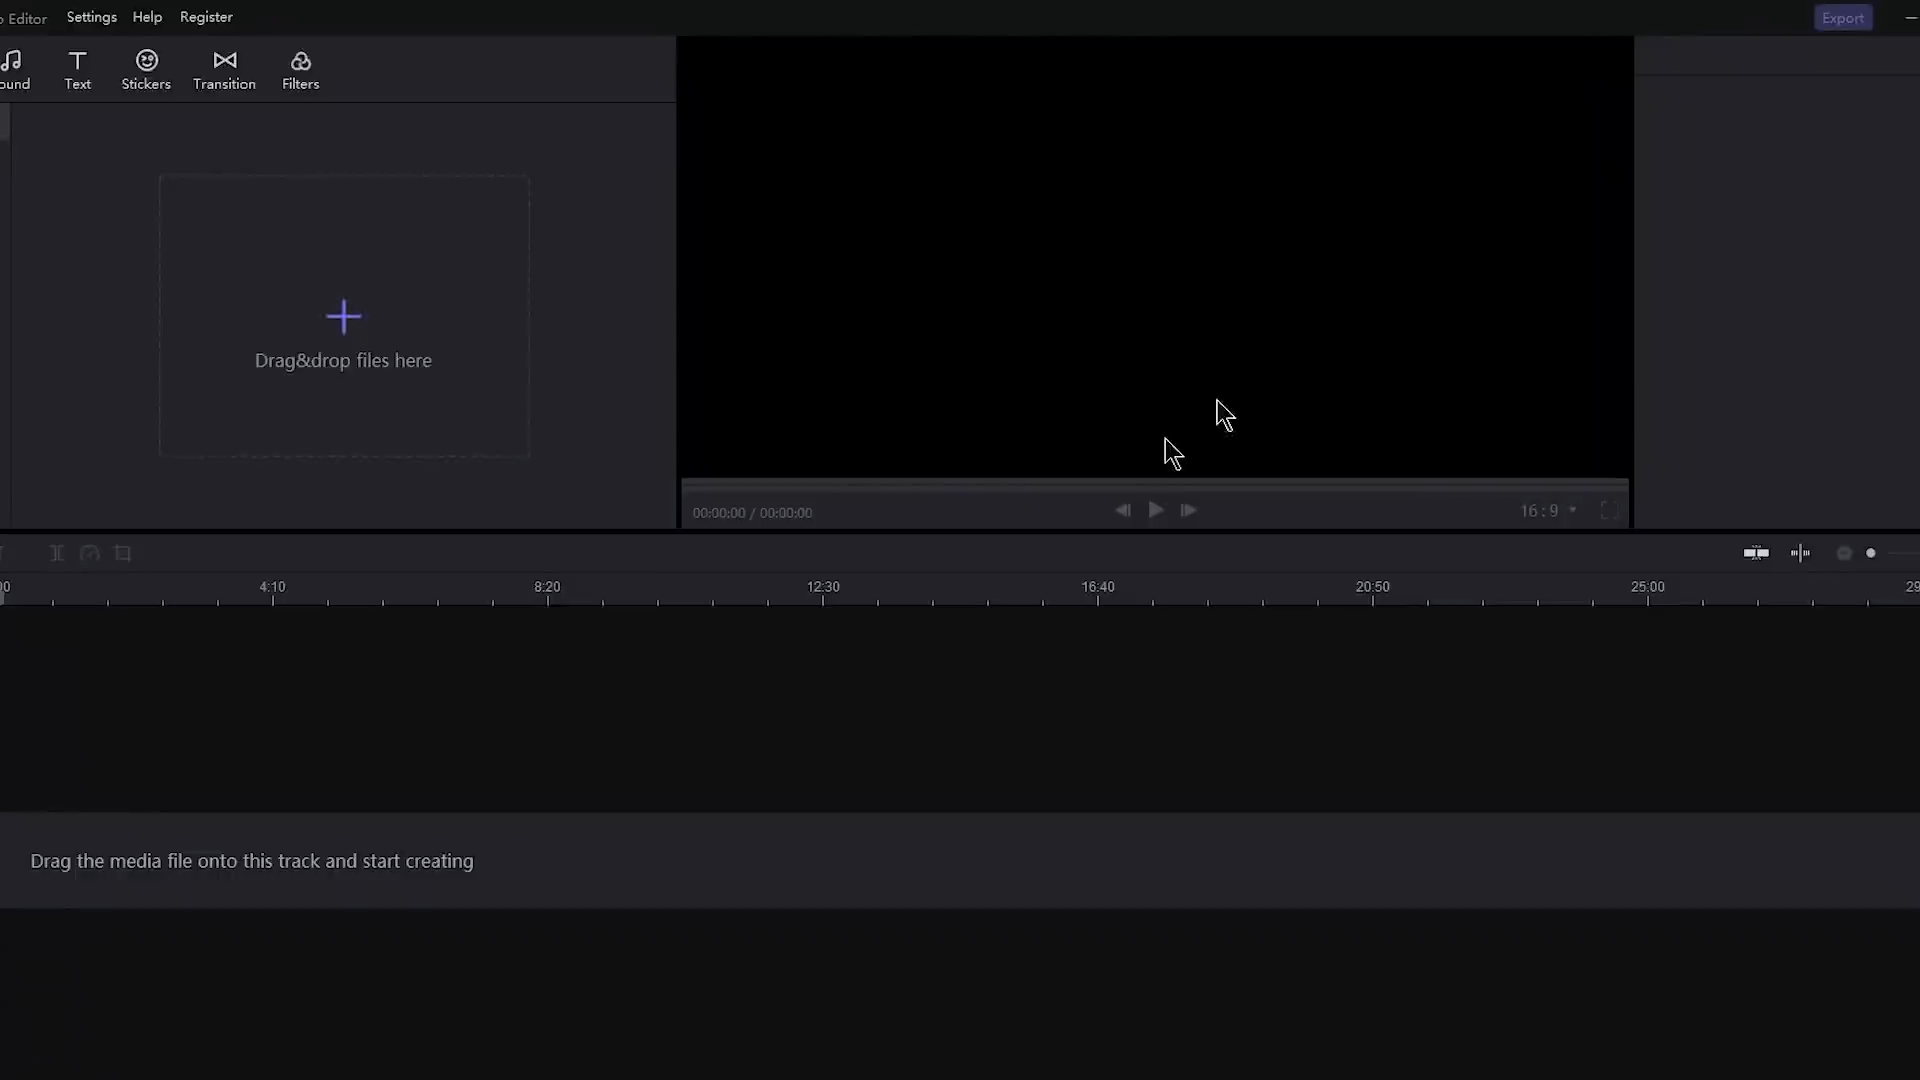 o Editor Settings Help Register Export
ound Text Stickers Transition Filters
Drag&drop files here
00:00:00 / 00:00:00 16:9
00 4:10 8:20 12:30 16:40 20:50 25:00 29
Drag the media file onto this track and start creating